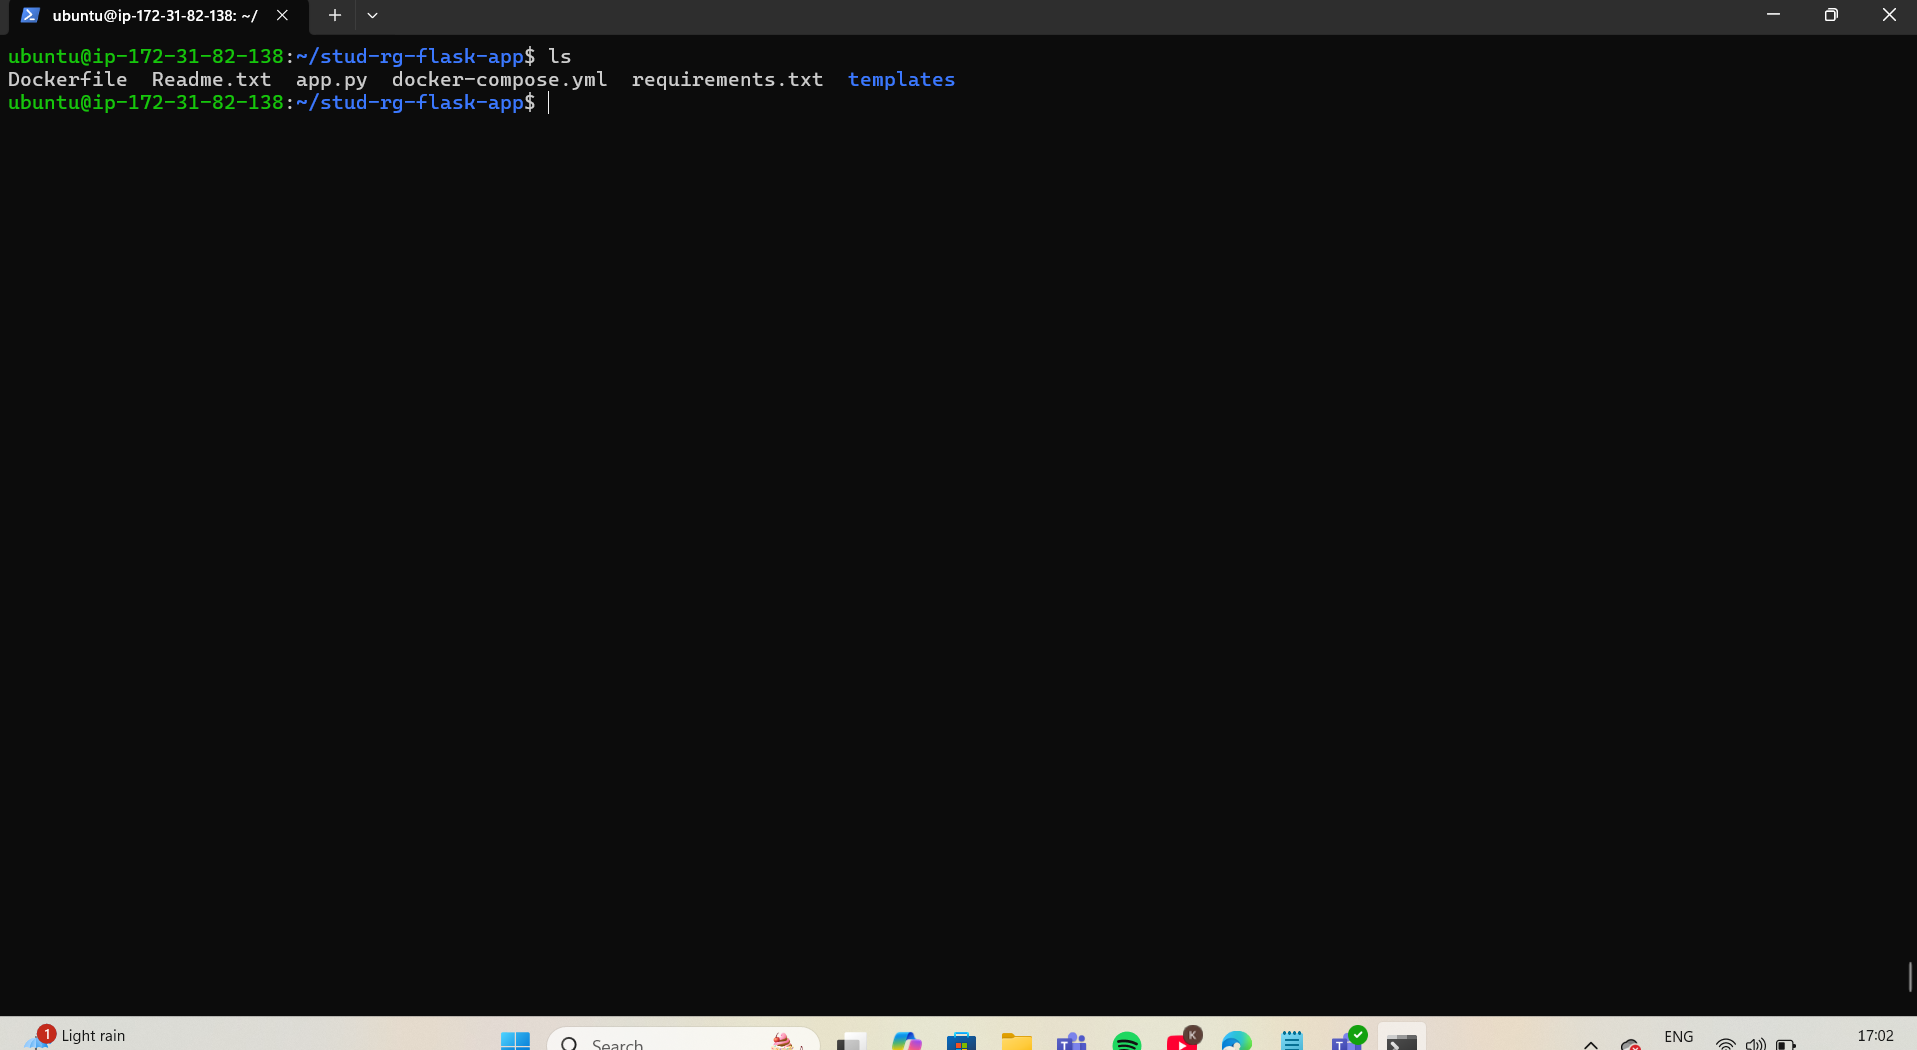 ubuntu@ip-172-31-82-138: ~/
ubuntu@ip-172-31-82-138:~/stud-rg-flask-app$ ls
Dockerfile  Readme.txt  app.py  docker-compose.yml  requirements.txt  templates
ubuntu@ip-172-31-82-138:~/stud-rg-flask-app$
1 Light rain
Search
K
ENG
17:02